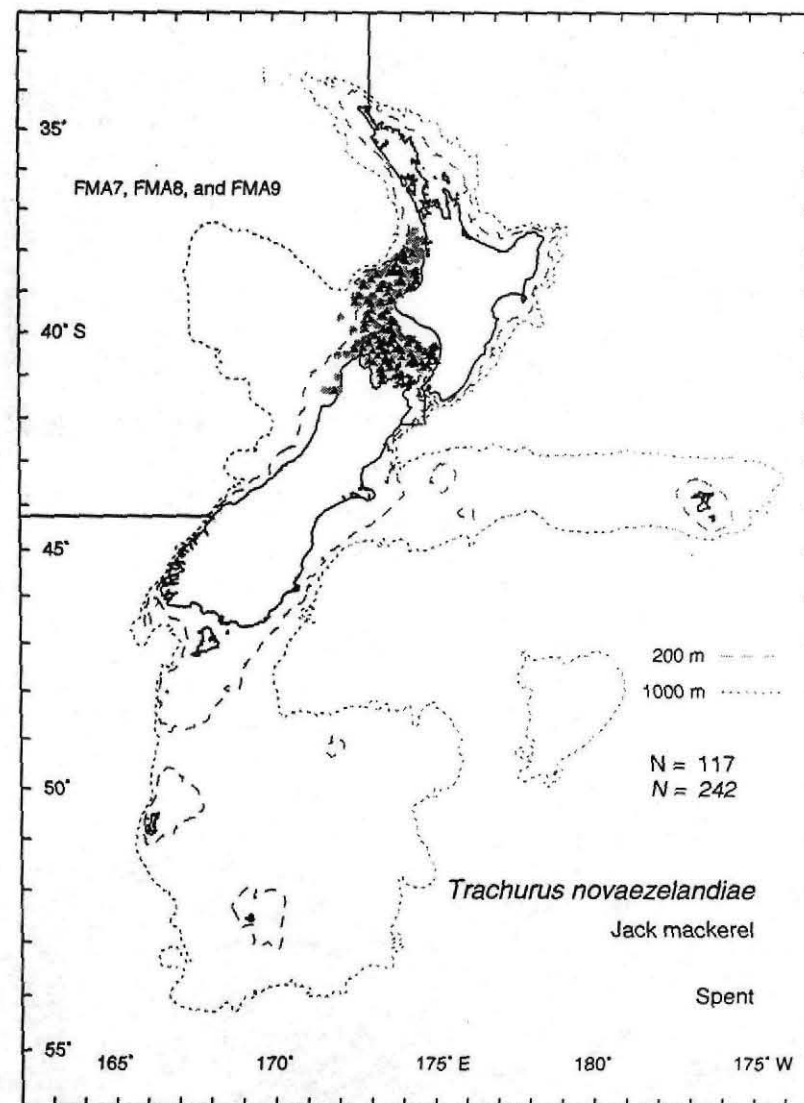 35°
FMA7, FMA8, and FMA9
40° S
45°
200 m
1000 m
N = 117
N = 242
50°
Trachurus novaezelandiae
Jack mackerel
Spent
55°
165° 170° 175° E 180° 175° W